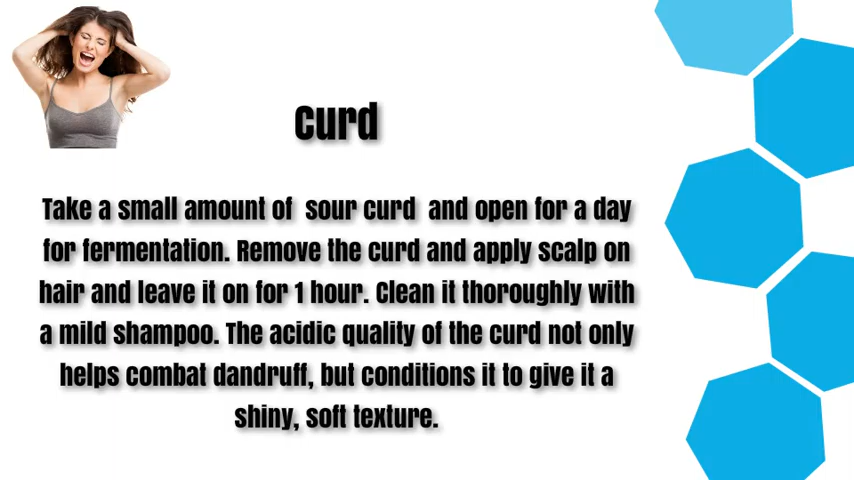 curd
Take a small amount of sour curd and open for a day
for fermentation. Remove the curd and apply scalp on
hair and leave it on for 1 hour. Clean it thoroughly with
a mild shampoo. The acidic quality of the curd not only
helps combat dandruff, but conditions it to give it a
shiny, soft texture.